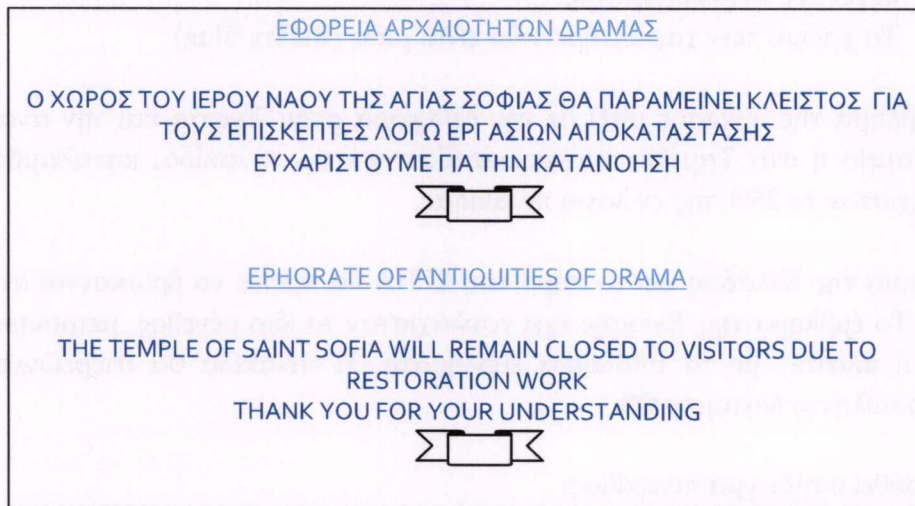 ΕΦΟΡΕΙΑ ΑΡΧΑΙΟΤΗΤΩΝ ΔΡΑΜΑΣ
Ο ΧΩΡΟΣ ΤΟΥ ΙΕΡΟΥ ΝΑΟΥ ΤΗΣ ΑΓΙΑΣ ΣΟΦΙΑΣ ΘΑ ΠΑΡΑΜΕΙΝΕΙ ΚΛΕΙΣΤΟΣ ΓΙΑ
ΤΟΥΣ ΕΠΙΣΚΕΠΤΕΣ ΛΟΓΩ ΕΡΓΑΣΙΩΝ ΑΠΟΚΑΤΑΣΤΑΣΗΣ
ΕΥΧΑΡΙΣΤΟΥΜΕ ΓΙΑ ΤΗΝ ΚΑΤΑΝΟΗΣΗ
EPHORATE OF ANTIQUITIES OF DRAMA
THE TEMPLE OF SAINT SOFIA WILL REMAIN CLOSED TO VISITORS DUE TO
RESTORATION WORK
THANK YOU FOR YOUR UNDERSTANDING